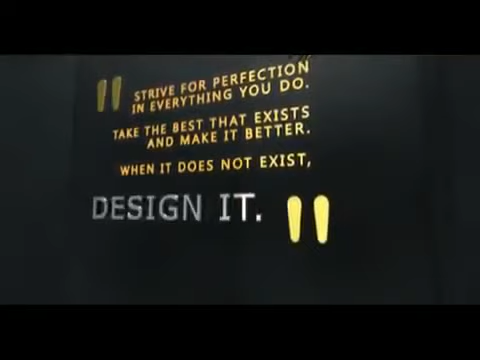 " STRIVE FOR PERFECTION
IN EVERYTHING YOU DO.
TAKE THE BEST THAT EXISTS
AND MAKE IT BETTER.
WHEN IT DOES NOT EXIST,
DESIGN IT. "